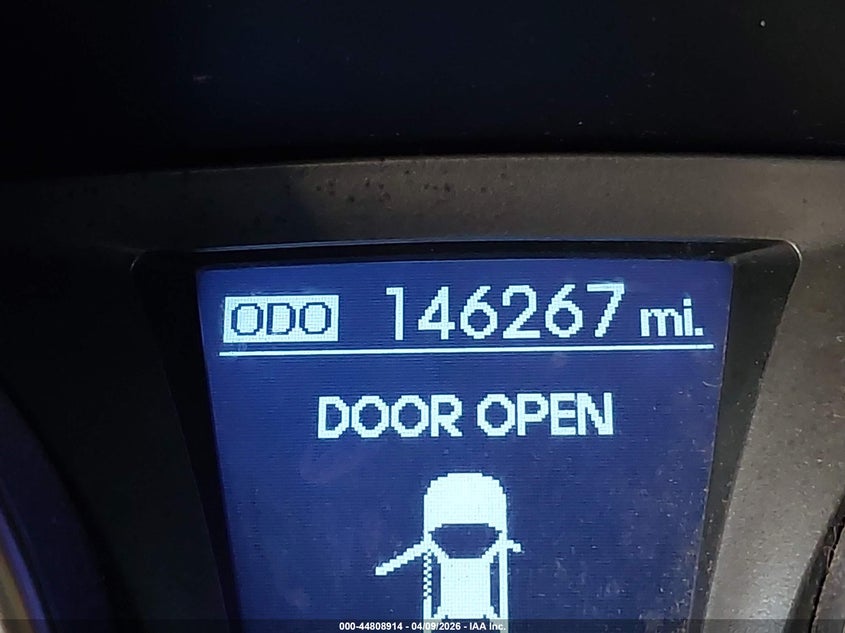 ODO 146267 mi.
DOOR OPEN
000-44808914 - 04/09/2026 - IAA Inc.